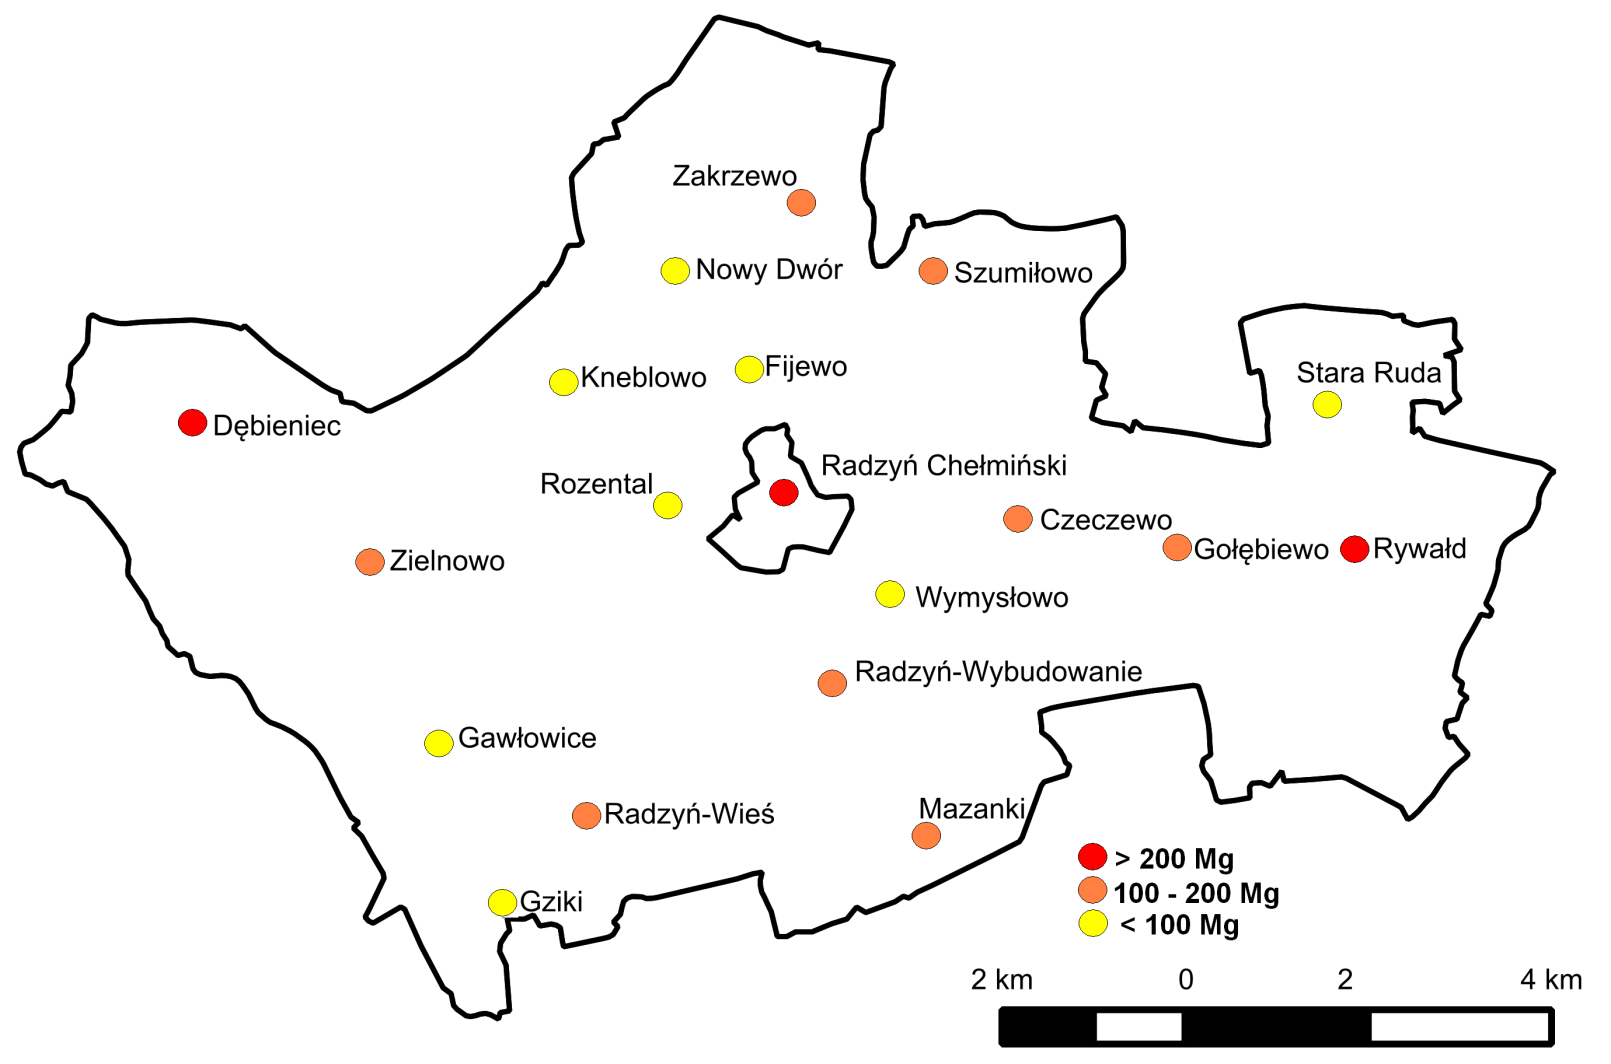 Zakrzewo
Nowy Dwór
Szumiłowo
Kneblowo
Fijewo
Stara Ruda
Dębieniec
Radzyń Chełmiński
Rozental
Czeczewo
Gołębiewo
Rywałd
Zielnowo
Wymysłowo
Radzyń-Wybudowanie
Gawłowice
Radzyń-Wieś
Mazanki
Gziki
> 200 Mg
100 - 200 Mg
< 100 Mg
2 km 0 2 4 km